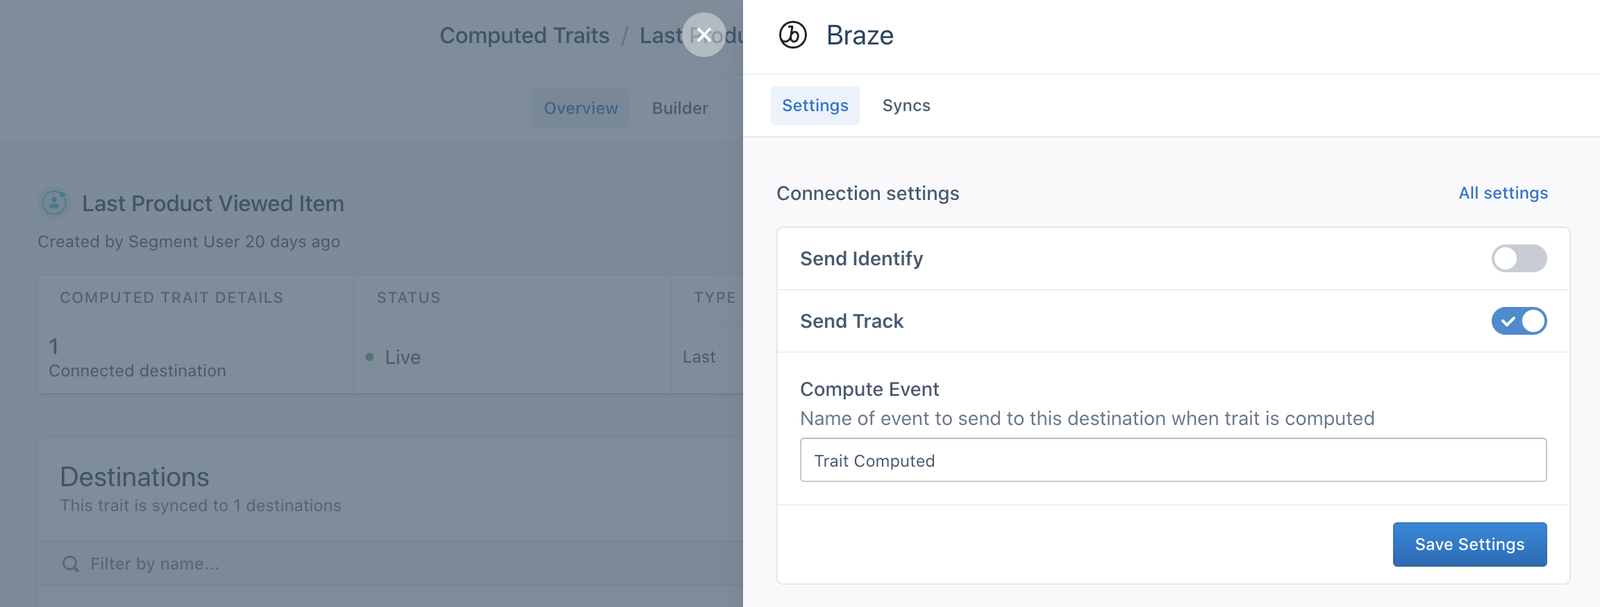 Computed Traits / Last Produ
Overview
Builder
Last Product Viewed Item
Created by Segment User 20 days ago
COMPUTED TRAIT DETAILS
STATUS
TYPE
1
Connected destination
Live
Last
Destinations
This trait is synced to 1 destinations
Filter by name...
Braze
Settings
Syncs
Connection settings
All settings
Send Identify
Send Track
Compute Event
Name of event to send to this destination when trait is computed
Trait Computed
Save Settings